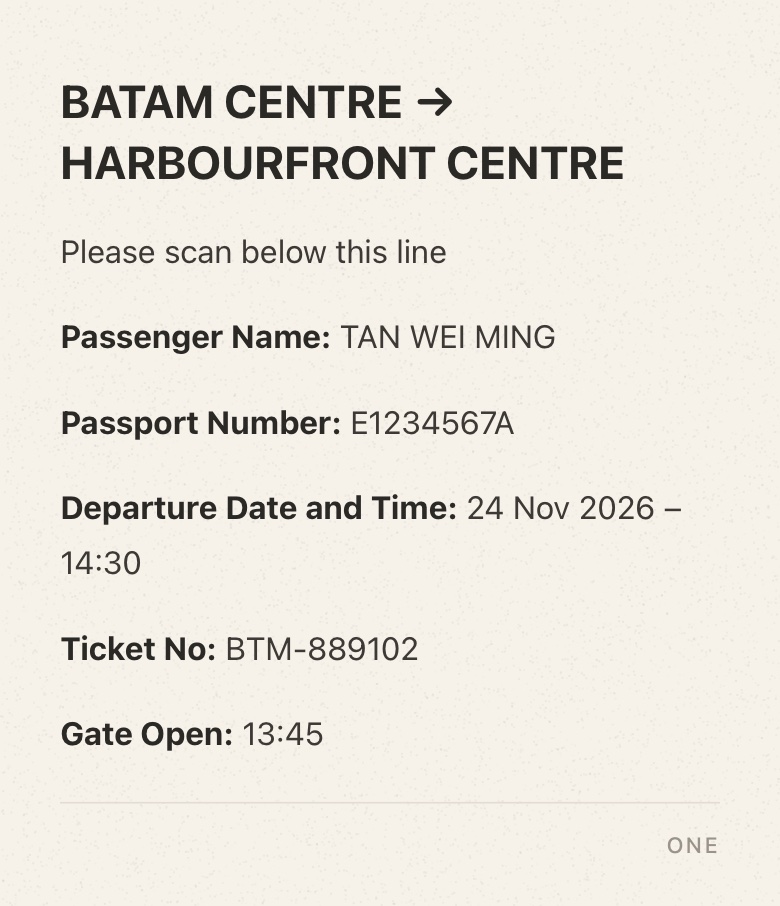 BATAM CENTRE →
HARBOURFRONT CENTRE
Please scan below this line
Passenger Name: TAN WEI MING
Passport Number: E1234567A
Departure Date and Time: 24 Nov 2026 –
14:30
Ticket No: BTM-889102
Gate Open: 13:45
ONE